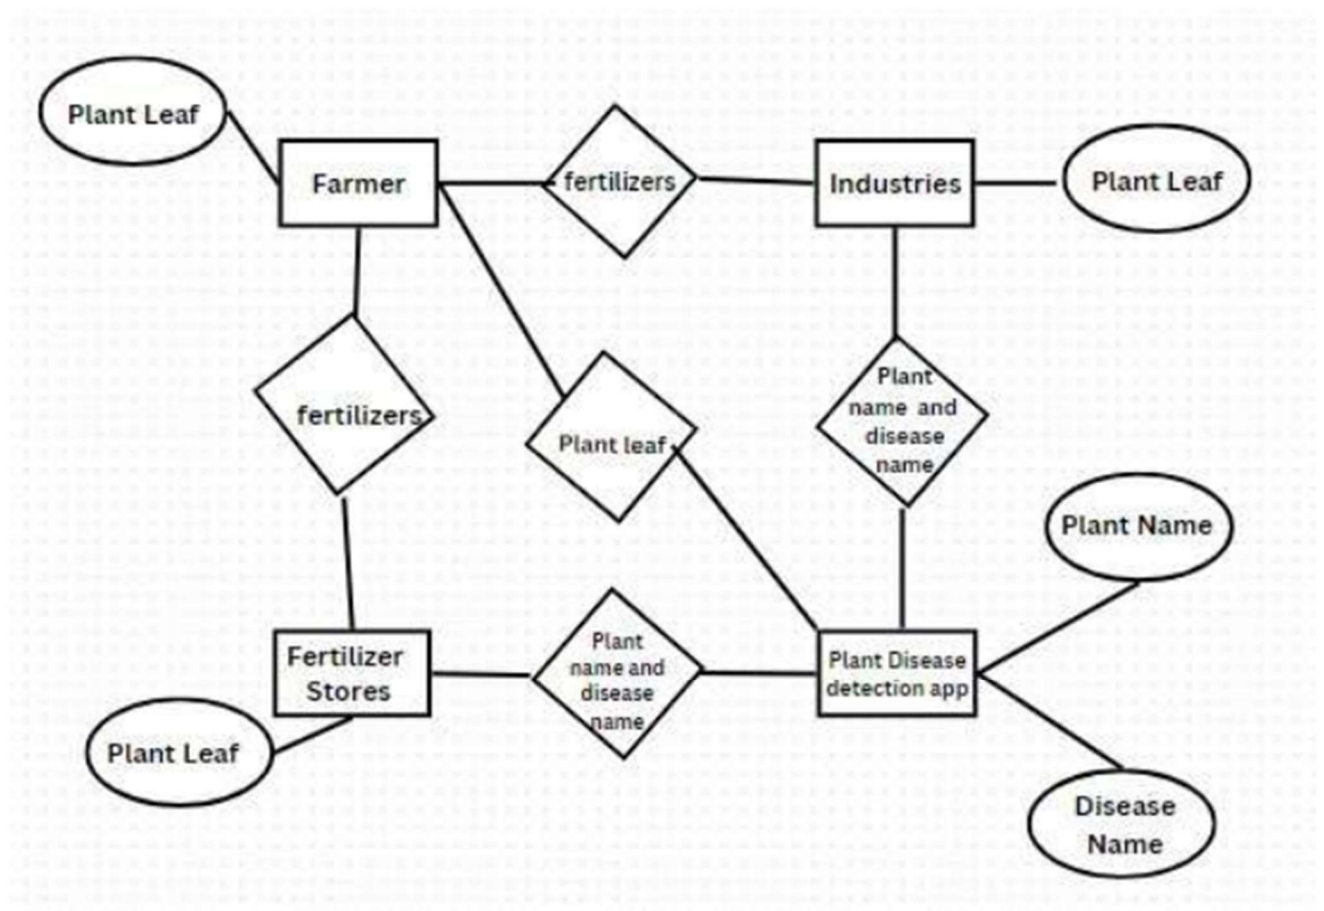 Plant Leaf
Farmer
fertilizers
Industries
Plant Leaf
fertilizers
Plant leaf
Plant
name and
disease
name
Plant Name
Fertilizer
Stores
Plant
name and
disease
name
Plant Disease
detection app
Plant Leaf
Disease
Name